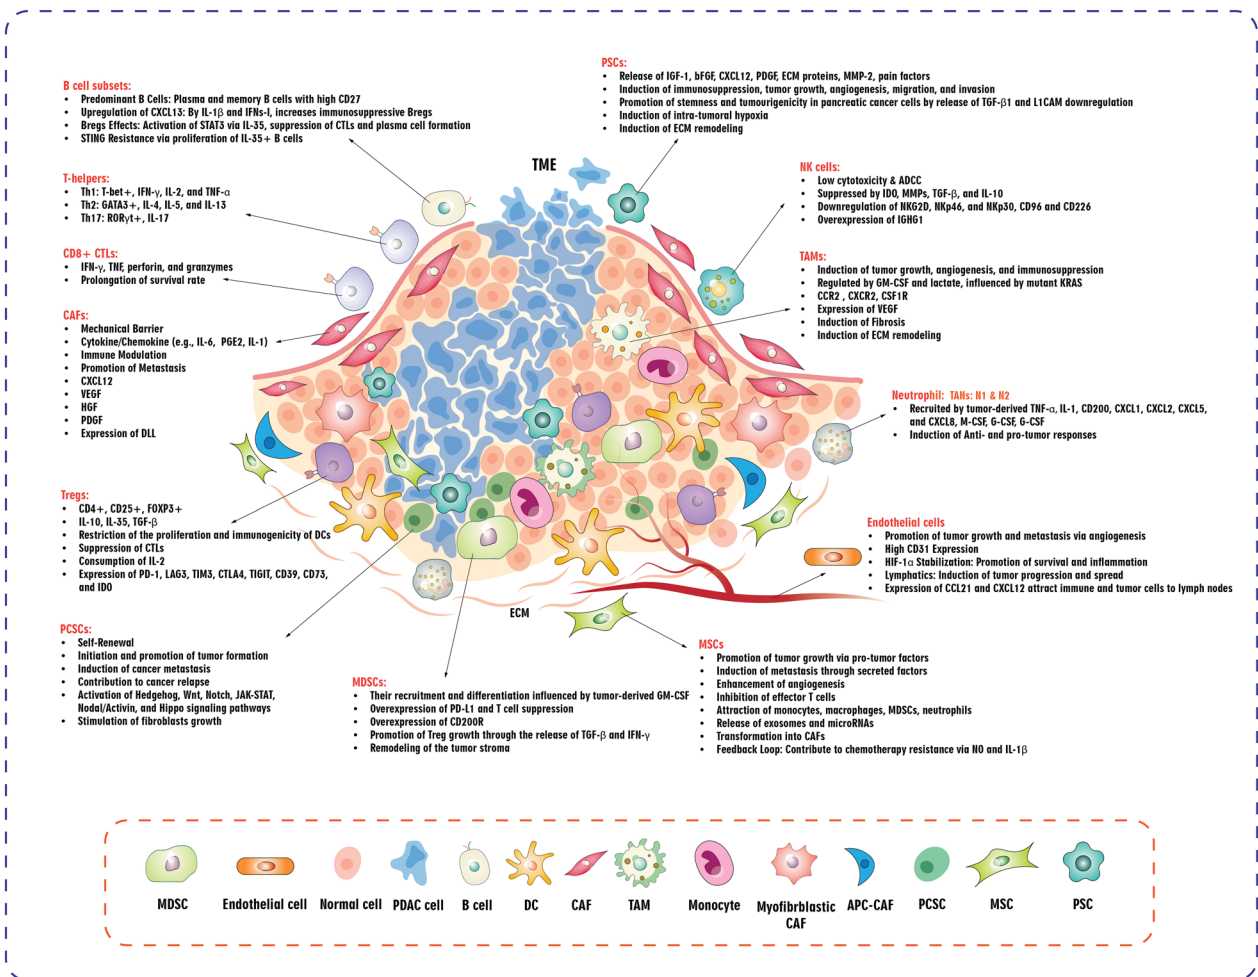 B cell subsets:
• Predominant B Cells: Plasma and memory B cells with high CD27
• Upregulation of CXCL13: By IL-1β and IFNs-I, increases immunosuppressive Bregs
• Bregs Effects: Activation of STAT3 via IL-35, suppression of CTLs and plasma cell formation
• STING Resistance via proliferation of IL-35+ B cells
T-helpers:
• Th1: T-bet+, IFN-γ, IL-2, and TNF-α
• Th2: GATA3+, IL-4, IL-5, and IL-13
• Th17: RORγt+, IL-17
CD8+ CTLs:
• IFN-γ, TNF, perforin, and granzymes
• Prolongation of survival rate
CAFs:
• Mechanical Barrier
• Cytokine/Chemokine (e.g., IL-6, PGE2, IL-1)
• Immune Modulation
• Promotion of Metastasis
• CXCL12
• VEGF
• HGF
• PDGF
• Expression of DLL
Tregs:
• CD4+, CD25+, FOXP3+
• IL-10, IL-35, TGF-β
• Restriction of the proliferation and immunogenicity of DCs
• Suppression of CTLs
• Consumption of IL-2
• Expression of PD-1, LAG3, TIM3, CTLA4, TIGIT, CD39, CD73,
and IDO
PCSCs:
• Self-Renewal
• Initiation and promotion of tumor formation
• Induction of cancer metastasis
• Contribution to cancer relapse
• Activation of Hedgehog, Wnt, Notch, JAK-STAT,
Nodal/Activin, and Hippo signaling pathways
• Stimulation of fibroblasts growth
TME
ECM
MDSCs:
• Their recruitment and differentiation influenced by tumor-derived GM-CSF
• Overexpression of PD-L1 and T cell suppression
• Overexpression of CD200R
• Promotion of Treg growth through the release of TGF-β and IFN-γ
• Remodeling of the tumor stroma
PSCs:
• Release of IGF-1, bFGF, CXCL12, PDGF, ECM proteins, MMP-2, pain factors
• Induction of immunosuppression, tumor growth, angiogenesis, migration, and invasion
• Promotion of stemness and tumourigenicity in pancreatic cancer cells by release of TGF-β1 and L1CAM downregulation
• Induction of intra-tumoral hypoxia
• Induction of ECM remodeling
NK cells:
• Low cytotoxicity & ADCC
• Suppressed by IDO, MMPs, TGF-β, and IL-10
• Downregulation of NKG2D, NKp46, and NKp30, CD96 and CD226
• Overexpression of IGHG1
TAMs:
• Induction of tumor growth, angiogenesis, and immunosuppression
• Regulated by GM-CSF and lactate, influenced by mutant KRAS
• CCR2 , CXCR2, CSF1R
• Expression of VEGF
• Induction of Fibrosis
• Induction of ECM remodeling
Neutrophil: TANs: N1 & N2
• Recruited by tumor-derived TNF-α, IL-1, CD200, CXCL1, CXCL2, CXCL5,
and CXCL8, M-CSF, G-CSF, G-CSF
• Induction of Anti- and pro-tumor responses
Endothelial cells
• Promotion of tumor growth and metastasis via angiogenesis
• High CD31 Expression
• HIF-1α Stabilization: Promotion of survival and inflammation
• Lymphatics: Induction of tumor progression and spread
• Expression of CCL21 and CXCL12 attract immune and tumor cells to lymph nodes
MSCs
• Promotion of tumor growth via pro-tumor factors
• Induction of metastasis through secreted factors
• Enhancement of angiogenesis
• Inhibition of effector T cells
• Attraction of monocytes, macrophages, MDSCs, neutrophils
• Release of exosomes and microRNAs
• Transformation into CAFs
• Feedback Loop: Contribute to chemotherapy resistance via NO and IL-1β
MDSC
Endothelial cell
Normal cell
PDAC cell
B cell
DC
CAF
TAM
Monocyte
Myofibrblastic
CAF
APC-CAF
PCSC
MSC
PSC